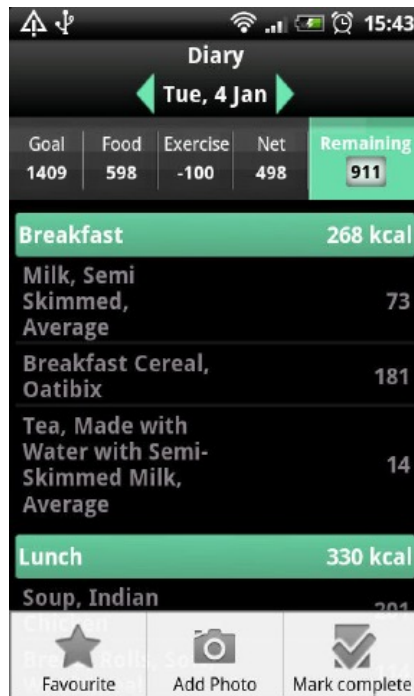 15:43
Diary
Tue, 4 Jan
Goal Food Exercise Net Remaining
1409 598 -100 498 911
Breakfast 268 kcal
Milk, Semi
Skimmed,
Average
73
Breakfast Cereal,
Oatibix
181
Tea, Made with
Water with Semi-
Skimmed Milk,
Average
14
Lunch 330 kcal
Soup, Indian
Chicken
201
Favourite Add Photo Mark complete